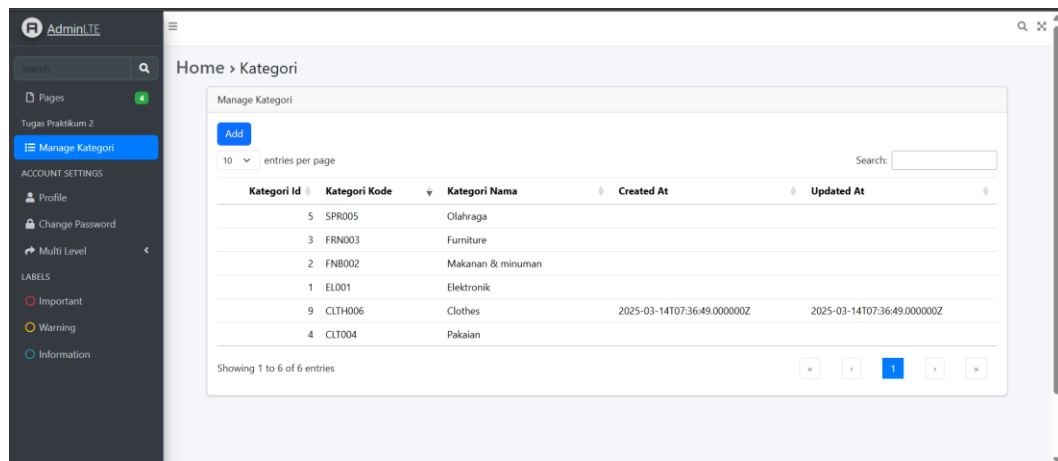 AdminLTE
search
Pages 4
Tugas Praktikum 2
Manage Kategori
ACCOUNT SETTINGS
Profile
Change Password
Multi Level
LABELS
Important
Warning
Information
Home › Kategori
Manage Kategori
Add
10 entries per page Search:
Kategori Id Kategori Kode Kategori Nama Created At Updated At
5 SPR005 Olahraga
3 FRN003 Furniture
2 FNB002 Makanan & minuman
1 EL001 Elektronik
9 CLTH006 Clothes 2025-03-14T07:36:49.000000Z 2025-03-14T07:36:49.000000Z
4 CLT004 Pakaian
Showing 1 to 6 of 6 entries « ‹ 1 › »